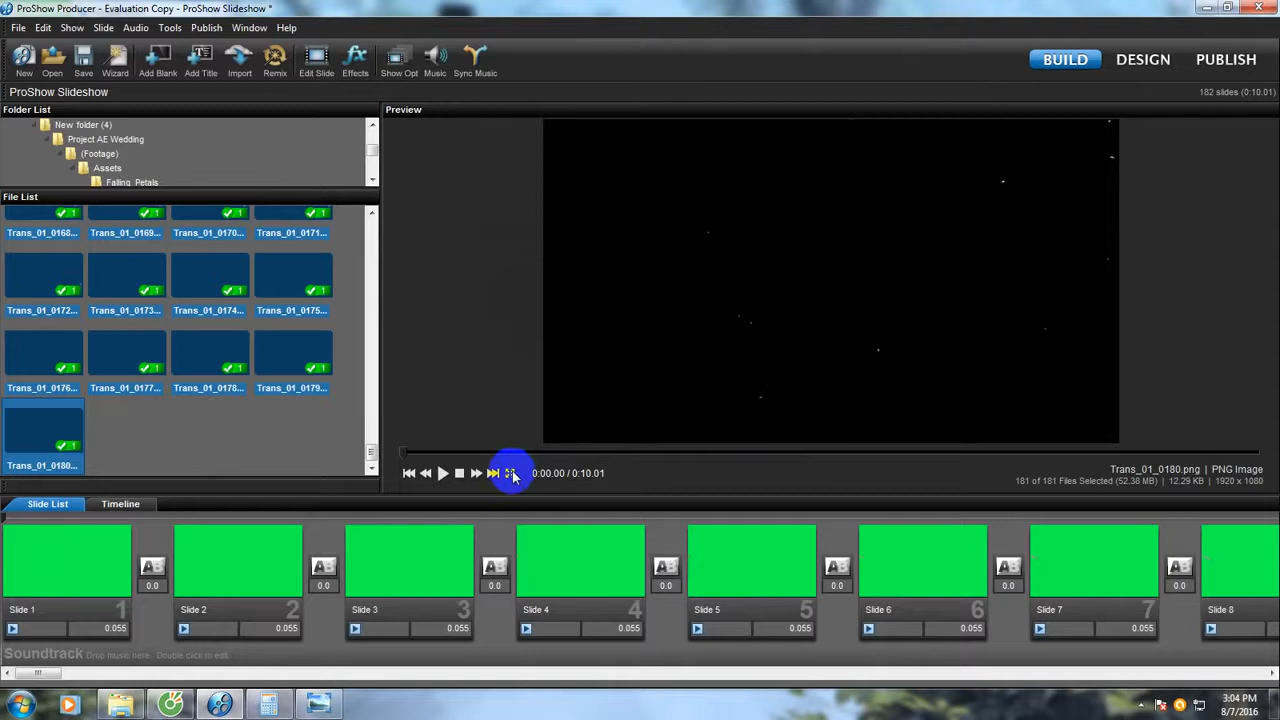 ProShow Producer - Evaluation Copy - ProShow Slideshow *
File Edit Show Slide Audio Tools Publish Window Help
New Open Save Wizard Add Blank Add Title Import Remix Edit Slide Effects Show Opt Music Sync Music
BUILD DESIGN PUBLISH
ProShow Slideshow
182 slides (0:10.01)
Folder List
Preview
New folder (4)
Project AE Wedding
(Footage)
Assets
Falling_Petals
File List
Trans_01_0168... Trans_01_0169... Trans_01_0170... Trans_01_0171...
Trans_01_0172... Trans_01_0173... Trans_01_0174... Trans_01_0175...
Trans_01_0176... Trans_01_0177... Trans_01_0178... Trans_01_0179...
Trans_01_0180...
0:00.00 / 0:10.01
Trans_01_0180.png | PNG Image
181 of 181 Files Selected (52.38 MB) | 12.29 KB | 1920 x 1080
Slide List Timeline
AB AB AB AB AB AB AB
0.0 0.0 0.0 0.0 0.0 0.0 0.0
Slide 1 1 Slide 2 2 Slide 3 3 Slide 4 4 Slide 5 5 Slide 6 6 Slide 7 7 Slide 8
0.055 0.055 0.055 0.055 0.055 0.055 0.055
Soundtrack Drop music here. Double click to edit.
3:04 PM
8/7/2016